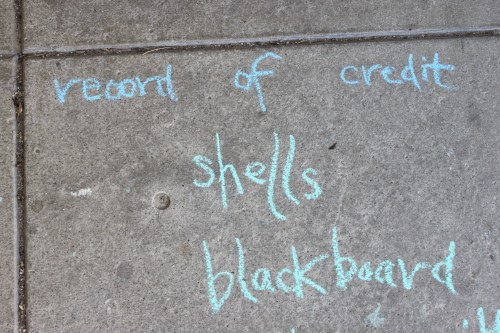 record of credit
shells
blackboard